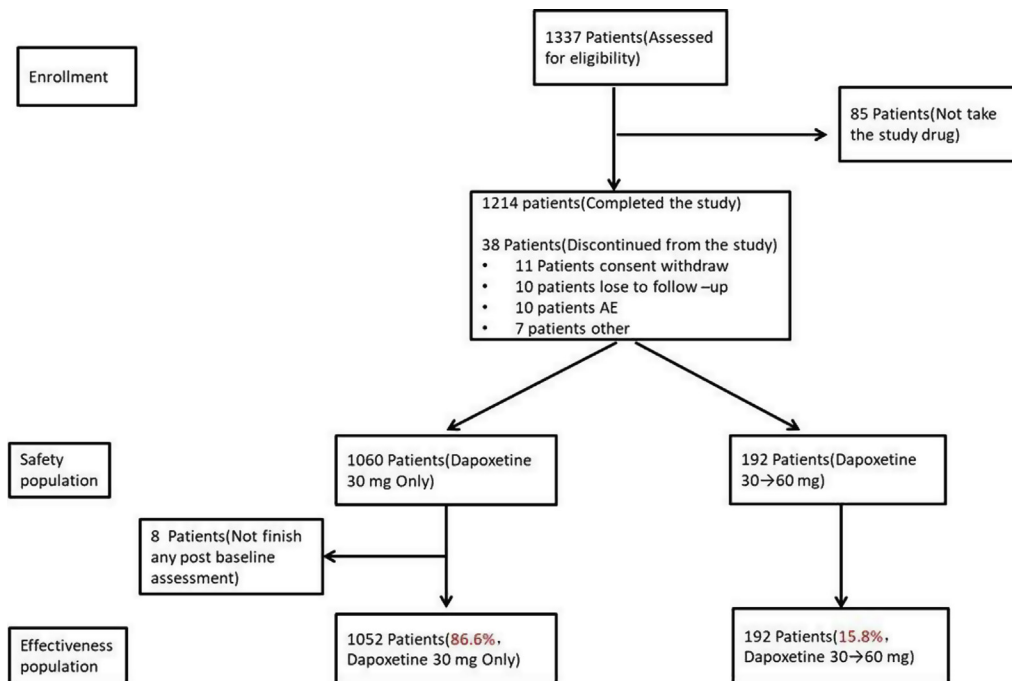 1337 Patients(Assessed
for eligibility)
Enrollment
85 Patients(Not take
the study drug)
1214 patients(Completed the study)
38 Patients(Discontinued from the study)
• 11 Patients consent withdraw
• 10 patients lose to follow –up
• 10 patients AE
• 7 patients other
Safety
population
1060 Patients(Dapoxetine
30 mg Only)
192 Patients(Dapoxetine
30→60 mg)
8 Patients(Not finish
any post baseline
assessment)
Effectiveness
population
1052 Patients(86.6%,
Dapoxetine 30 mg Only)
192 Patients(15.8%,
Dapoxetine 30→60 mg)